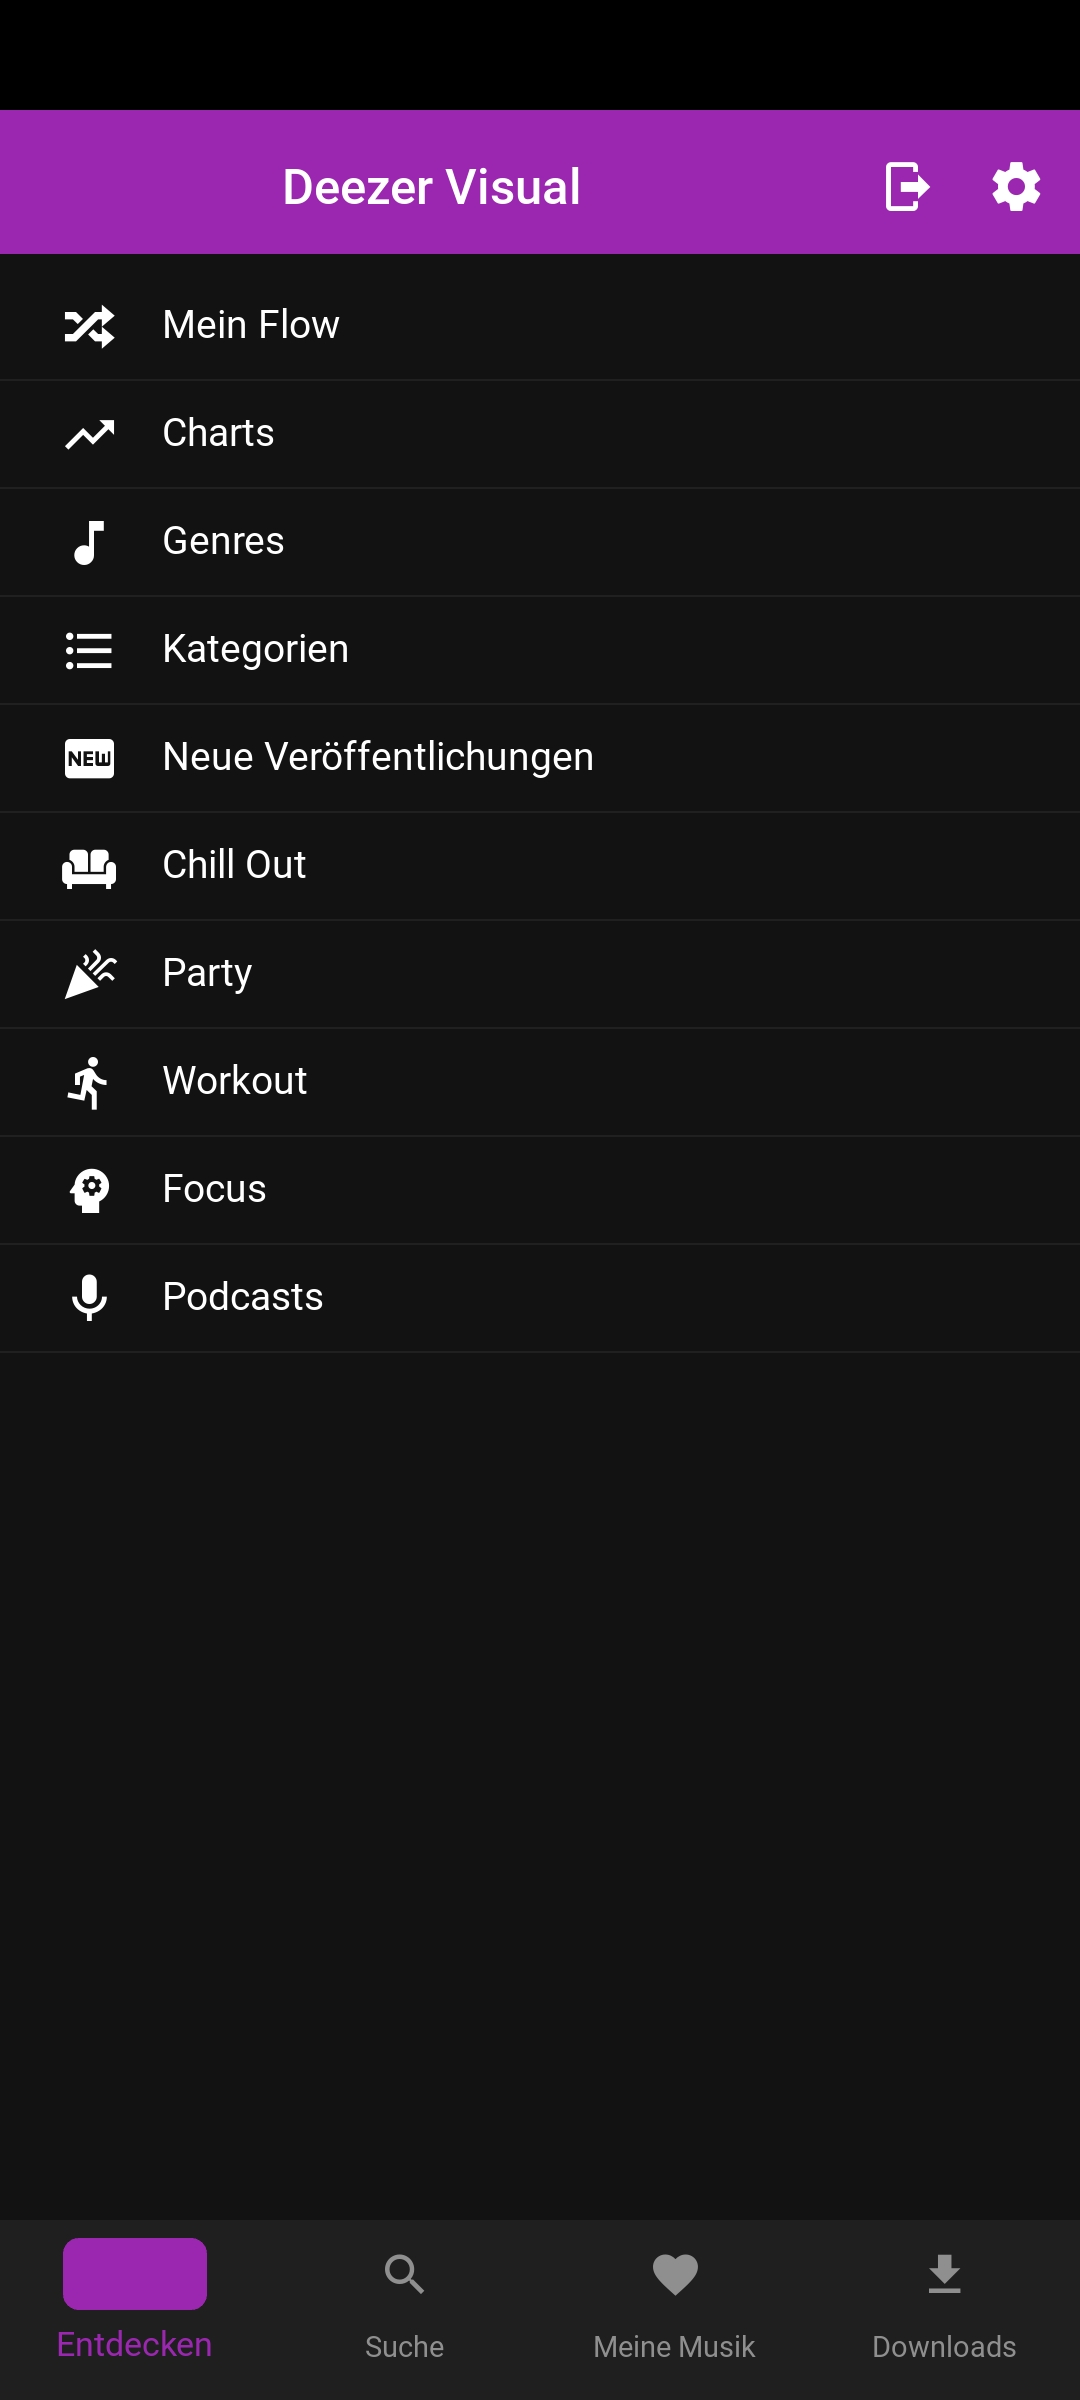 Deezer Visual
Mein Flow
Charts
Genres
Kategorien
NEW
Neue Veröffentlichungen
Chill Out
Party
Workout
Focus
Podcasts
Entdecken
Suche
Meine Musik
Downloads